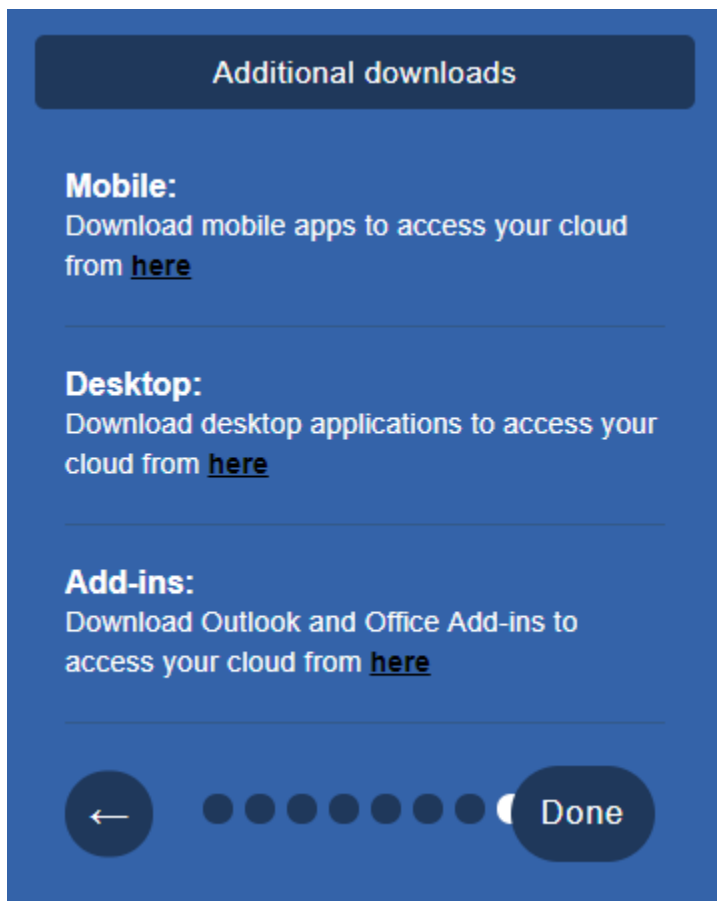 Additional downloads
Mobile:
Download mobile apps to access your cloud
from here
Desktop:
Download desktop applications to access your
cloud from here
Add-ins:
Download Outlook and Office Add-ins to
access your cloud from here
← Done